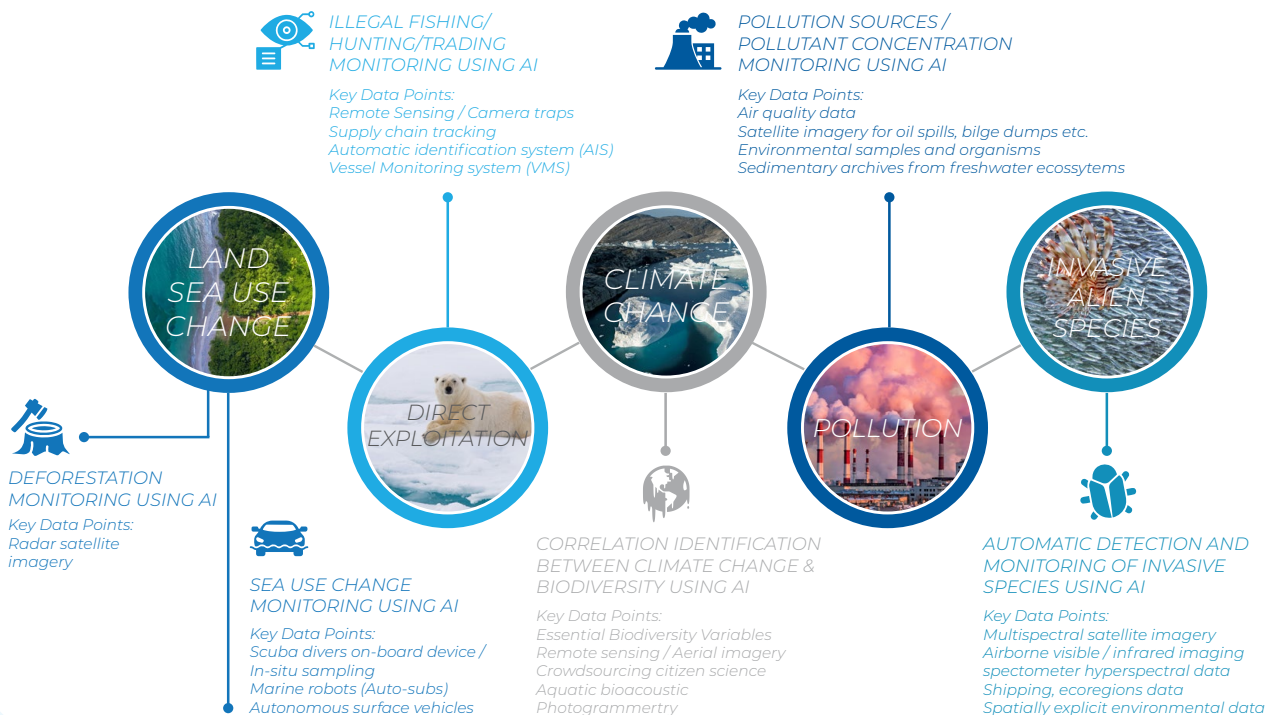 ILLEGAL FISHING/
HUNTING/TRADING
MONITORING USING AI
Key Data Points:
Remote Sensing / Camera traps
Supply chain tracking
Automatic identification system (AIS)
Vessel Monitoring system (VMS)
POLLUTION SOURCES /
POLLUTANT CONCENTRATION
MONITORING USING AI
Key Data Points:
Air quality data
Satellite imagery for oil spills, bilge dumps etc.
Environmental samples and organisms
Sedimentary archives from freshwater ecossytems
LAND
SEA USE
CHANGE
DIRECT
EXPLOITATION
CLIMATE
CHANGE
POLLUTION
INVASIVE
ALIEN
SPECIES
DEFORESTATION
MONITORING USING AI
Key Data Points:
Radar satellite
imagery
SEA USE CHANGE
MONITORING USING AI
Key Data Points:
Scuba divers on-board device /
In-situ sampling
Marine robots (Auto-subs)
Autonomous surface vehicles
CORRELATION IDENTIFICATION
BETWEEN CLIMATE CHANGE &
BIODIVERSITY USING AI
Key Data Points:
Essential Biodiversity Variables
Remote sensing / Aerial imagery
Crowdsourcing citizen science
Aquatic bioacoustic
Photogrammertry
AUTOMATIC DETECTION AND
MONITORING OF INVASIVE
SPECIES USING AI
Key Data Points:
Multispectral satellite imagery
Airborne visible / infrared imaging
spectometer hyperspectral data
Shipping, ecoregions data
Spatially explicit environmental data